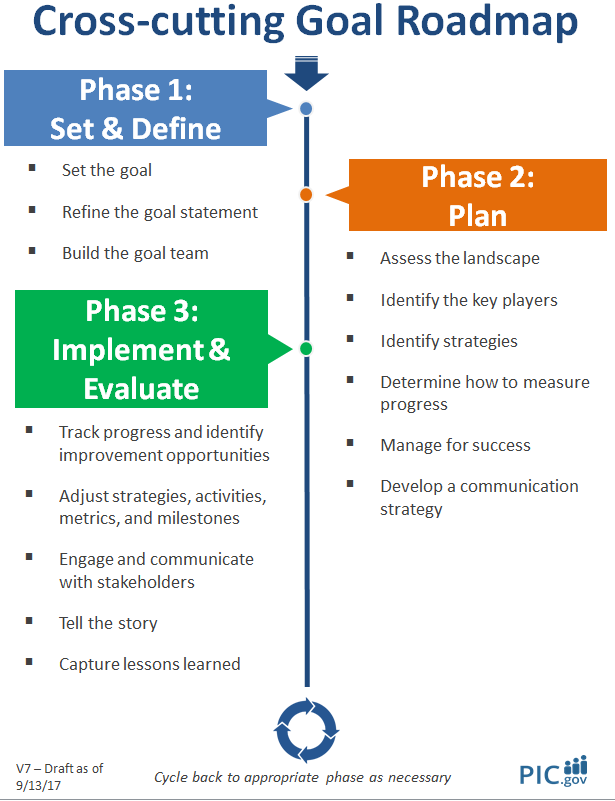 Cross-cutting Goal Roadmap
Phase 1:
Set & Define
▪ Set the goal
▪ Refine the goal statement
▪ Build the goal team
Phase 2:
Plan
▪ Assess the landscape
▪ Identify the key players
▪ Identify strategies
▪ Determine how to measure
progress
▪ Manage for success
▪ Develop a communication
strategy
Phase 3:
Implement &
Evaluate
▪ Track progress and identify
improvement opportunities
▪ Adjust strategies, activities,
metrics, and milestones
▪ Engage and communicate
with stakeholders
▪ Tell the story
▪ Capture lessons learned
V7 – Draft as of
9/13/17
Cycle back to appropriate phase as necessary
PIC.gov